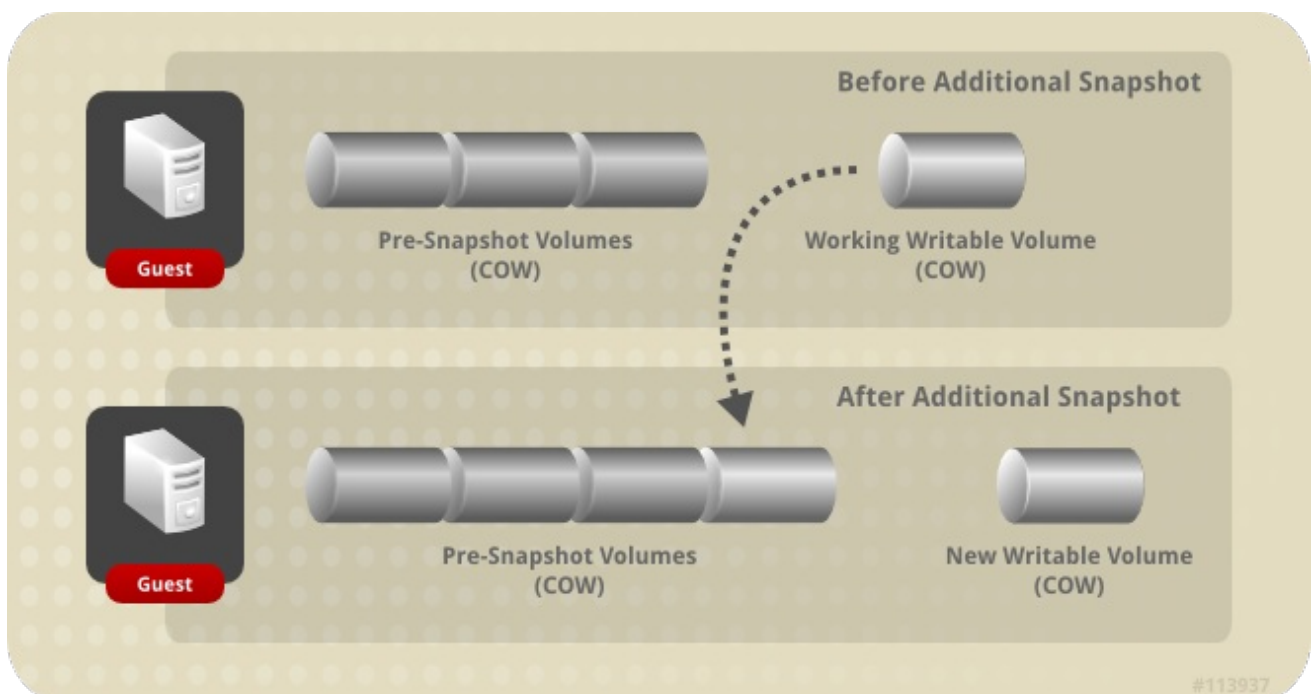 Before Additional Snapshot
Guest
Pre-Snapshot Volumes
(COW)
Working Writable Volume
(COW)
After Additional Snapshot
Guest
Pre-Snapshot Volumes
(COW)
New Writable Volume
(COW)
#113937